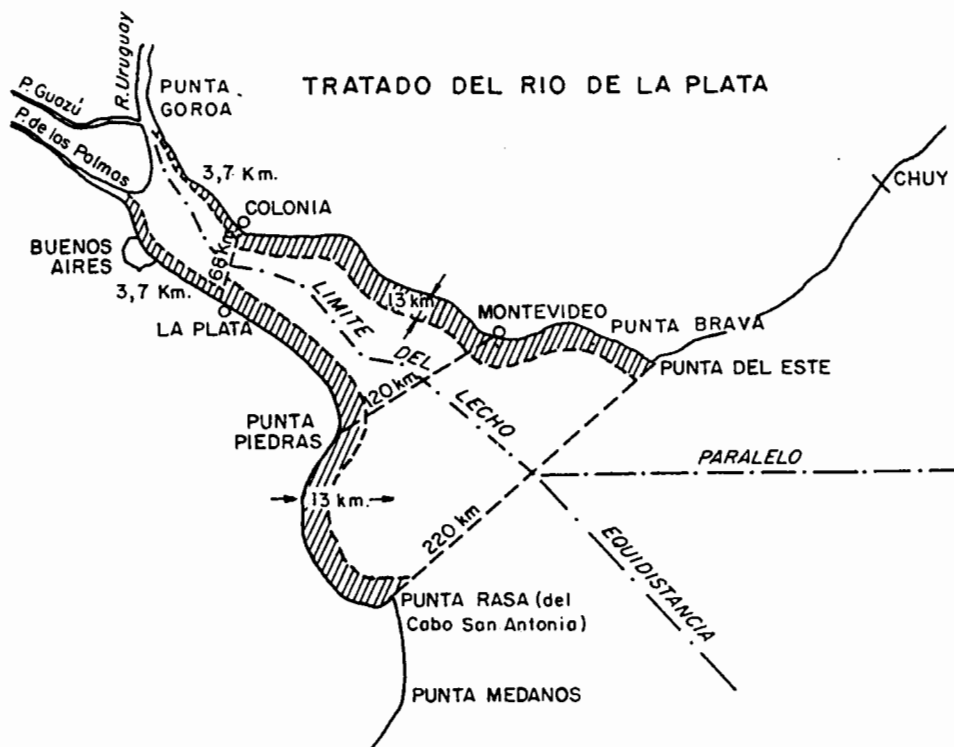 TRATADO DEL RIO DE LA PLATA
R. Uruguay
P. Guazú
P. de los Palmas
PUNTA
GOROA
3,7 Km.
COLONIA
CHUY
BUENOS
AIRES
3,7 Km.
LA PLATA
66 Km
13 km
MONTEVIDEO
PUNTA BRAVA
PUNTA DEL ESTE
LIMITE
DEL
LECHO
120 km
PUNTA
PIEDRAS
PARALELO
13 km.
220 km
EQUIDISTANCIA
PUNTA RASA (del
Cabo San Antonia)
PUNTA MEDANOS